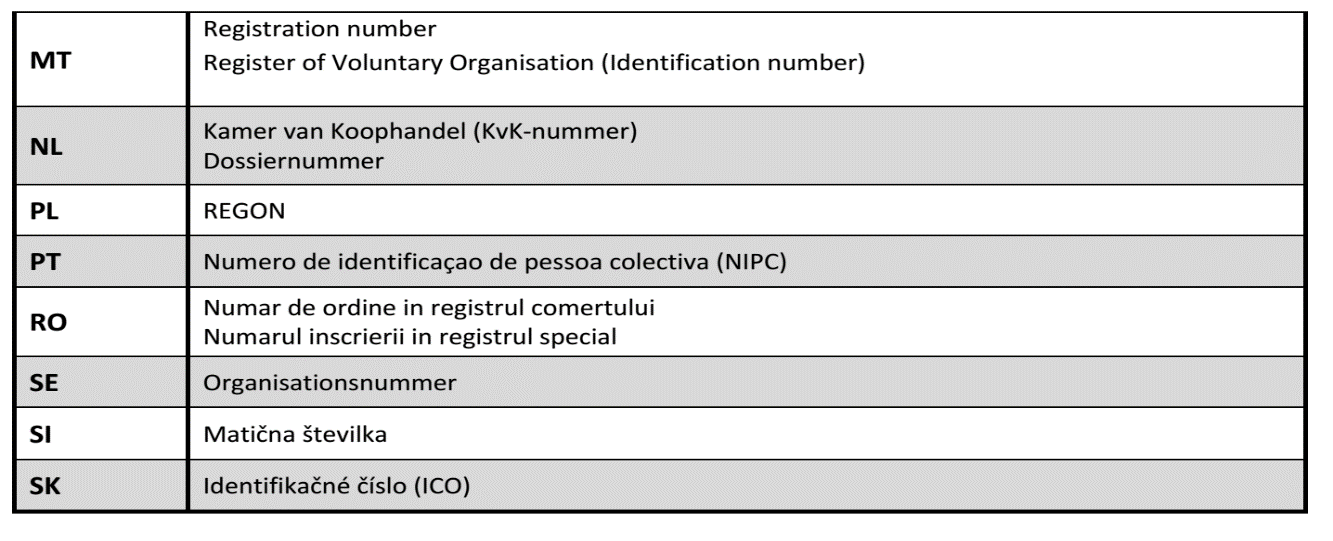 MT
Registration number
Register of Voluntary Organisation (Identification number)
NL
Kamer van Koophandel (KvK-nummer)
Dossiernummer
PL
REGON
PT
Numero de identificaçao de pessoa colectiva (NIPC)
RO
Numar de ordine in registrul comertului
Numarul inscrierii in registrul special
SE
Organisationsnummer
SI
Matična številka
SK
Identifikačné číslo (ICO)